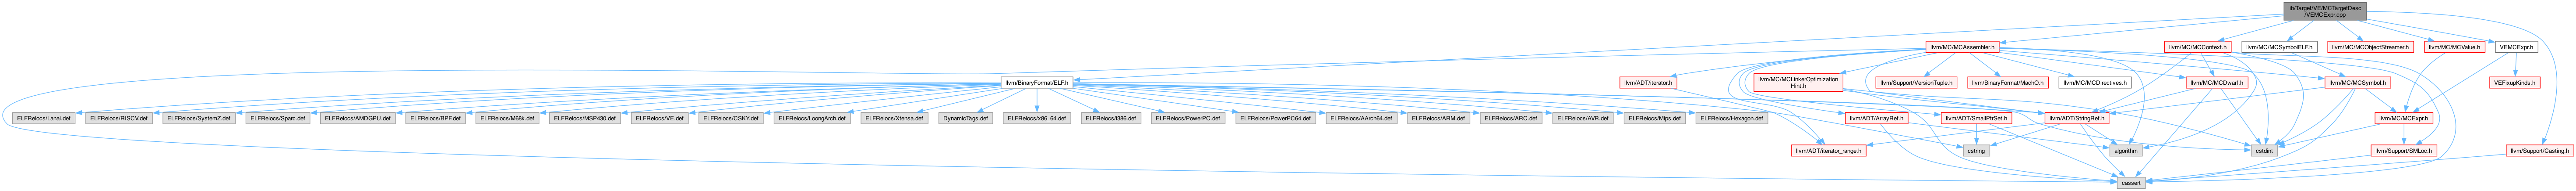 lib/Target/VE/MCTargetDesc
/VEMCExpr.cpp
llvm/MC/MCAssembler.h
llvm/MC/MCContext.h
llvm/MC/MCSymbolELF.h
llvm/MC/MCObjectStreamer.h
llvm/MC/MCValue.h
VEMCExpr.h
llvm/BinaryFormat/ELF.h
llvm/ADT/iterator.h
llvm/MC/MCLinkerOptimization
Hint.h
llvm/Support/VersionTuple.h
llvm/BinaryFormat/MachO.h
llvm/MC/MCDirectives.h
llvm/MC/MCDwarf.h
llvm/MC/MCSymbol.h
VEFixupKinds.h
ELFRelocs/Lanai.def
ELFRelocs/RISCV.def
ELFRelocs/SystemZ.def
ELFRelocs/Sparc.def
ELFRelocs/AMDGPU.def
ELFRelocs/BPF.def
ELFRelocs/M68k.def
ELFRelocs/MSP430.def
ELFRelocs/VE.def
ELFRelocs/CSKY.def
ELFRelocs/LoongArch.def
ELFRelocs/Xtensa.def
DynamicTags.def
ELFRelocs/x86_64.def
ELFRelocs/i386.def
ELFRelocs/PowerPC.def
ELFRelocs/PowerPC64.def
ELFRelocs/AArch64.def
ELFRelocs/ARM.def
ELFRelocs/ARC.def
ELFRelocs/AVR.def
ELFRelocs/Mips.def
ELFRelocs/Hexagon.def
llvm/ADT/ArrayRef.h
llvm/ADT/SmallPtrSet.h
llvm/ADT/StringRef.h
llvm/MC/MCExpr.h
llvm/ADT/iterator_range.h
cstring
algorithm
cstdint
llvm/Support/SMLoc.h
llvm/Support/Casting.h
cassert